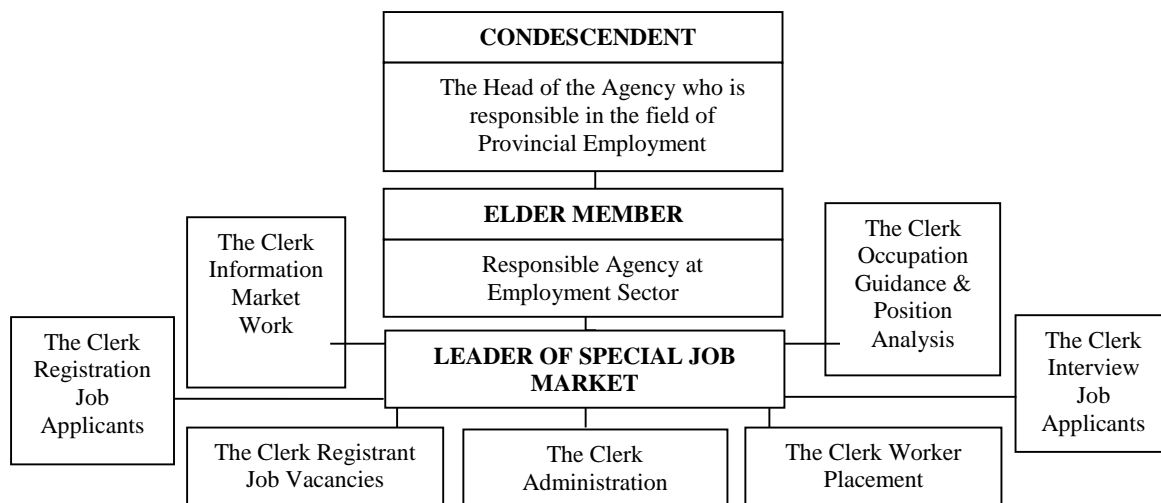 CONDESCENDENT
The Head of the Agency who is
responsible in the field of
Provincial Employment
ELDER MEMBER
Responsible Agency at
Employment Sector
The Clerk
Information
Market
Work
The Clerk
Occupation
Guidance &
Position
Analysis
The Clerk
Registration
Job
Applicants
LEADER OF SPECIAL JOB
MARKET
The Clerk
Interview
Job
Applicants
The Clerk Registrant
Job Vacancies
The Clerk
Administration
The Clerk Worker
Placement